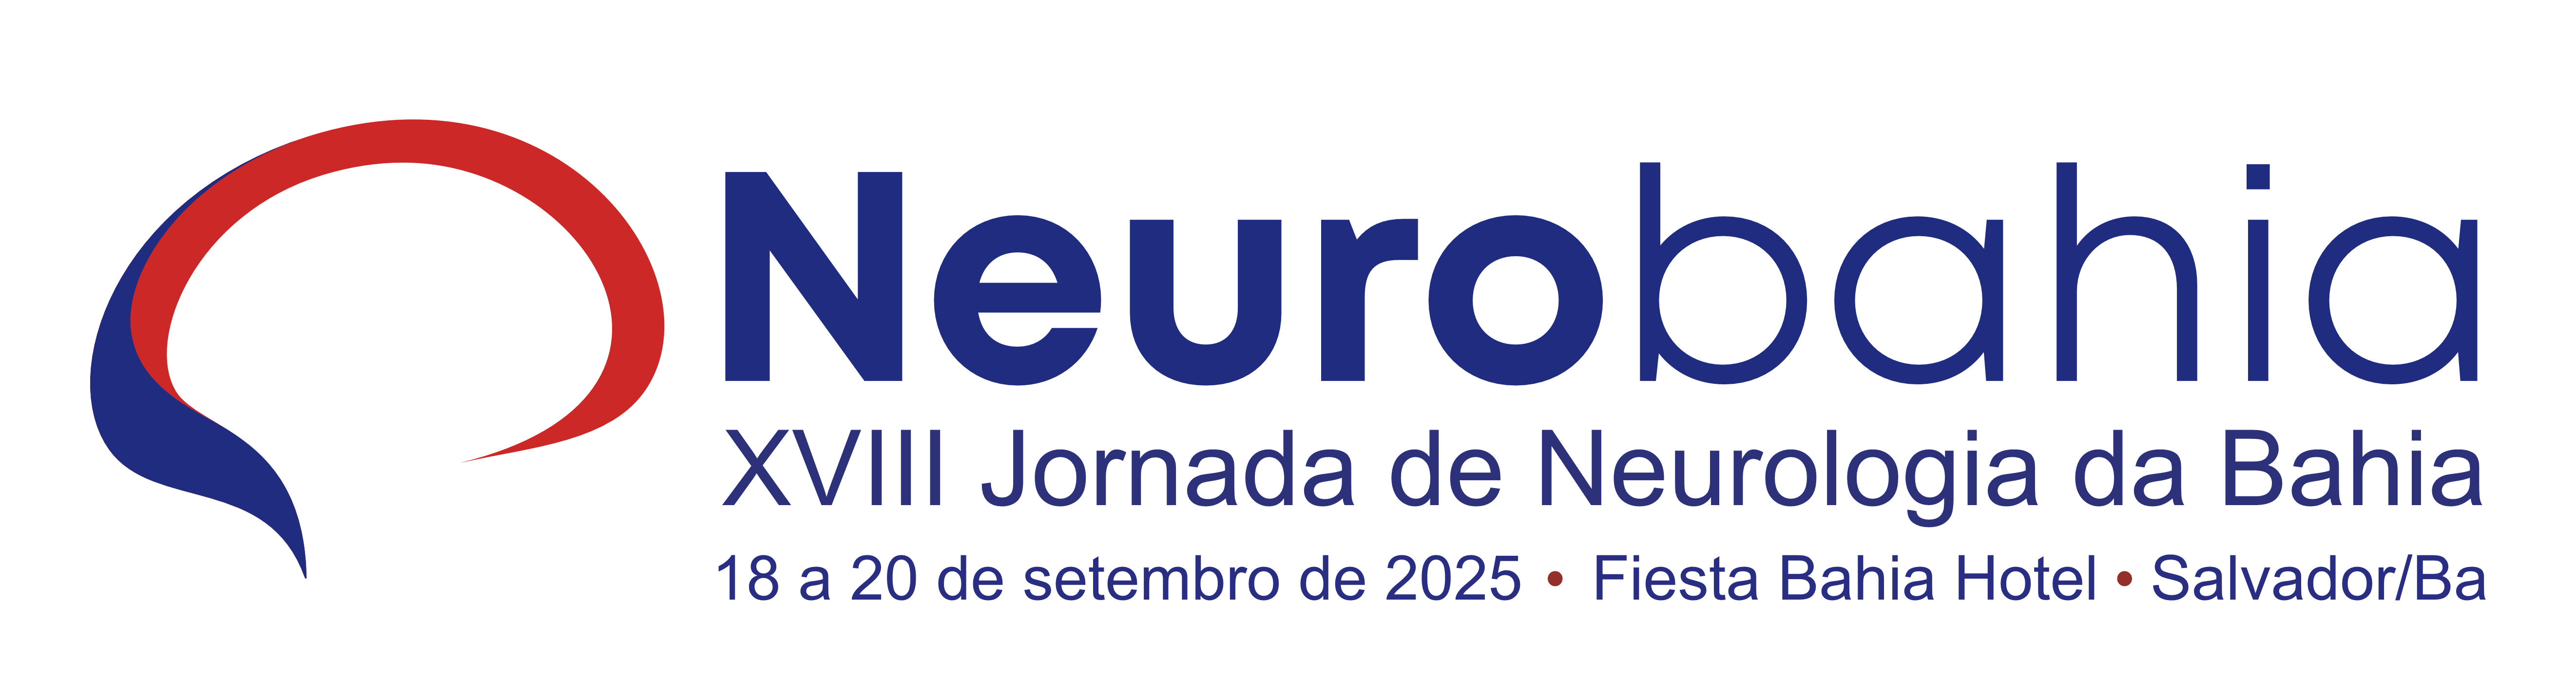 Neurobahia
XVIII Jornada de Neurologia da Bahia
18 a 20 de setembro de 2025 • Fiesta Bahia Hotel • Salvador/Ba